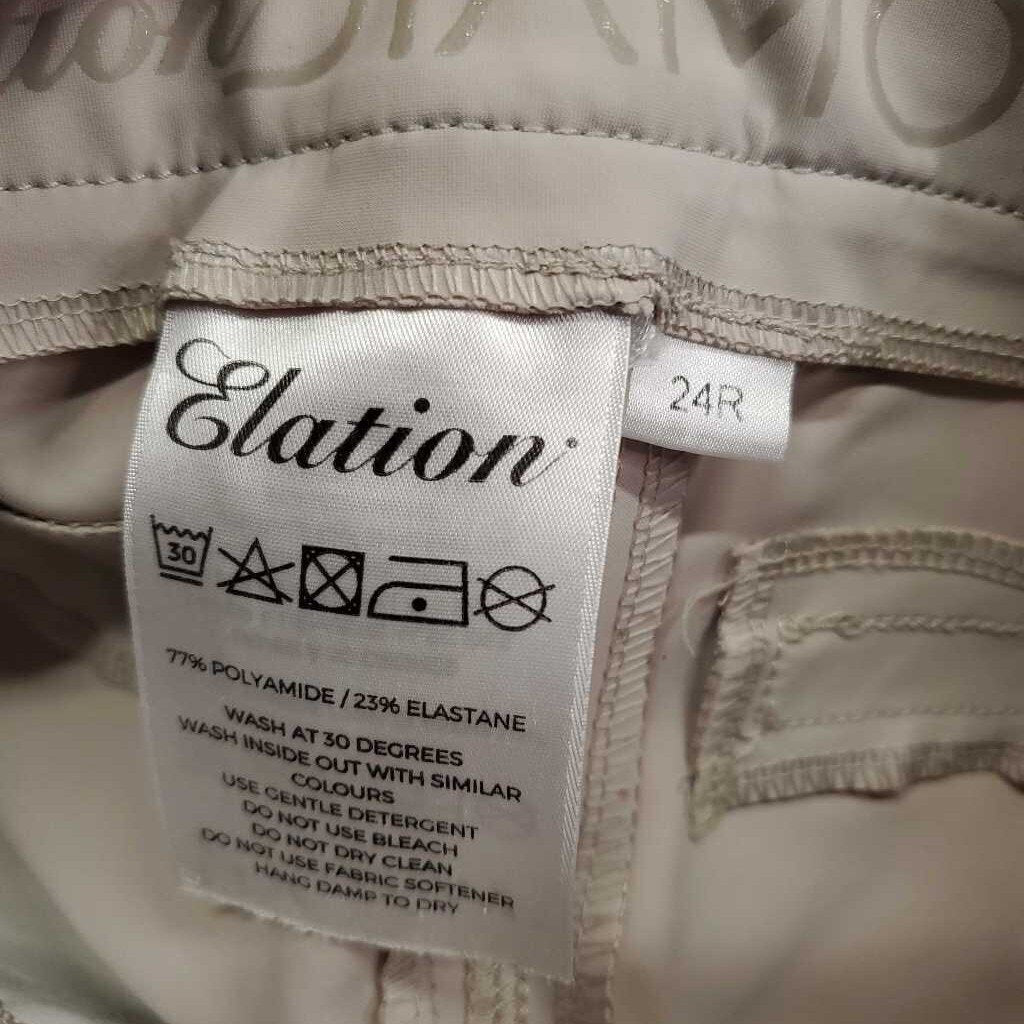 Elation
24R
30
77% POLYAMIDE / 23% ELASTANE
WASH AT 30 DEGREES
WASH INSIDE OUT WITH SIMILAR
COLOURS
USE GENTLE DETERGENT
DO NOT USE BLEACH
DO NOT DRY CLEAN
DO NOT USE FABRIC SOFTENER
HANG DAMP TO DRY